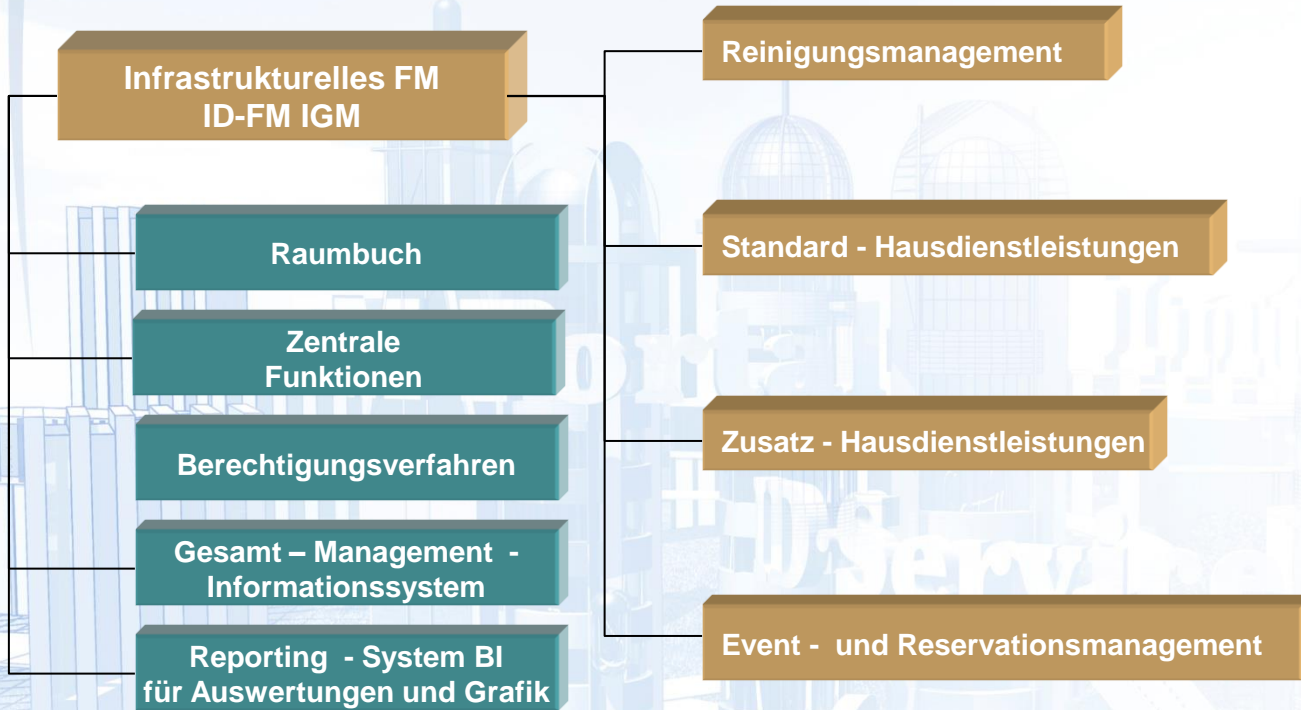 Infrastrukturelles FM
ID-FM IGM
Raumbuch
Zentrale
Funktionen
Berechtigungsverfahren
Gesamt – Management -
Informationssystem
Reporting - System BI
für Auswertungen und Grafik
Reinigungsmanagement
Standard - Hausdienstleistungen
Zusatz - Hausdienstleistungen
Event - und Reservationsmanagement